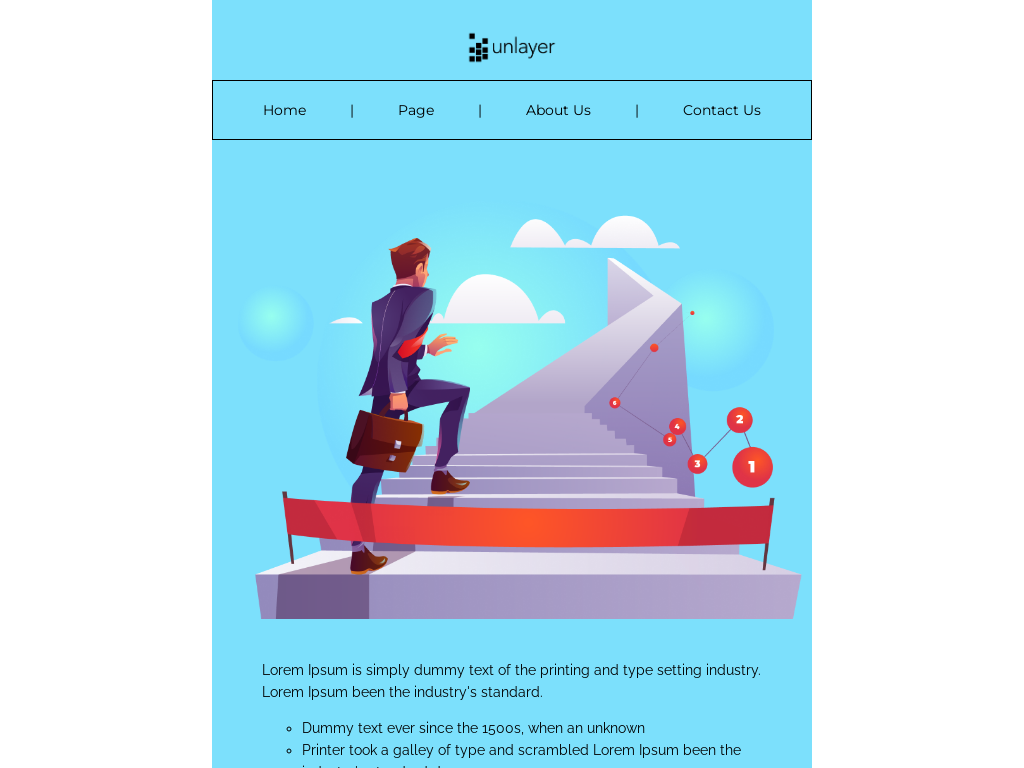 unlayer
Home | Page | About Us | Contact Us
6
4
5
3
2
1
Lorem Ipsum is simply dummy text of the printing and type setting industry.
Lorem Ipsum been the industry's standard.
Dummy text ever since the 1500s, when an unknown
Printer took a galley of type and scrambled Lorem Ipsum been the